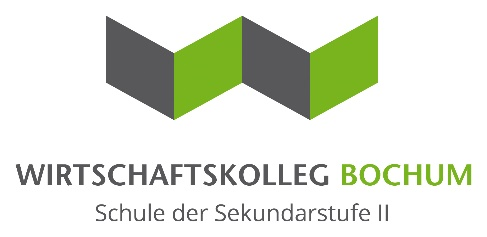 WIRTSCHAFTSKOLLEG BOCHUM
Schule der Sekundarstufe II